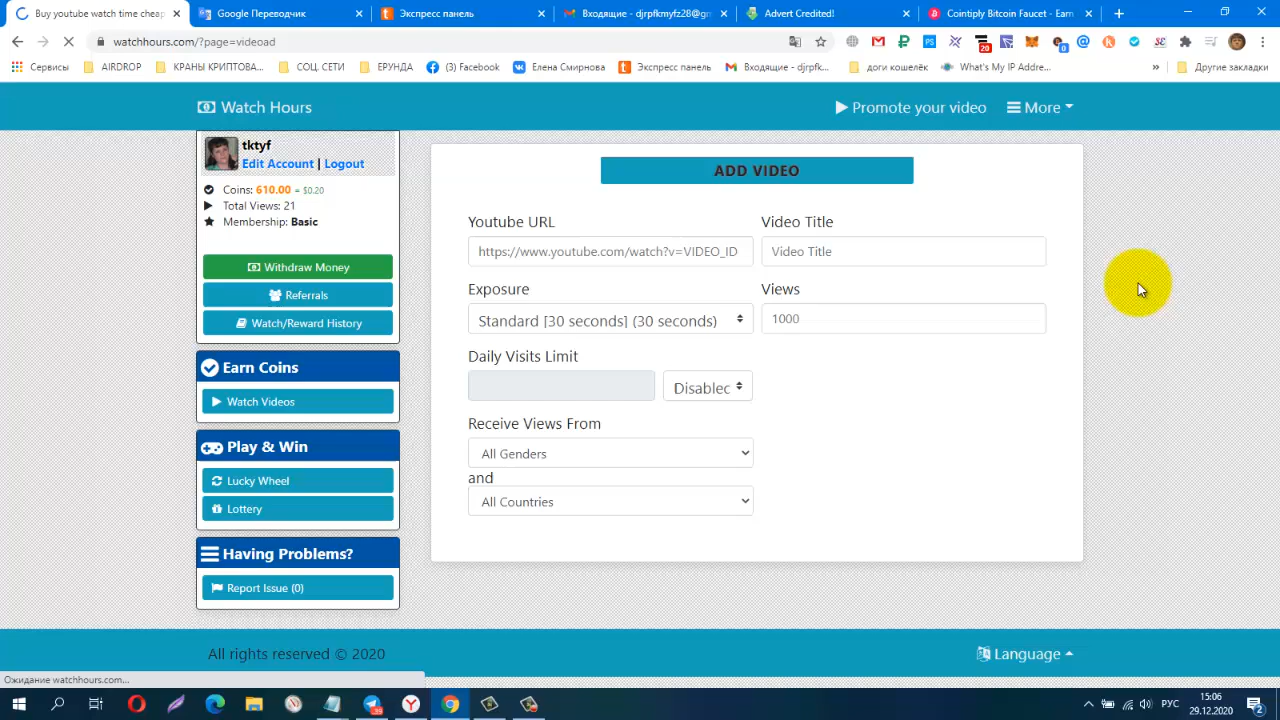 Buy youtube watch time cheap
Google Переводчик
Экспресс панель
Входящие - djrpfkmyfz28@gm
Advert Credited!
Cointiply Bitcoin Faucet - Earn
watchhours.com/?page=videoad
20
0
Сервисы
AIRDROP
КРАНЫ КРИПТОВА...
СОЦ. СЕТИ
ЕРУНДА
(3) Facebook
Елена Смирнова
Экспресс панель
Входящие - djrpfk...
доги кошелёк
What's My IP Addre...
»
Другие закладки
Watch Hours
Promote your video
More
tktyf
Edit Account | Logout
Coins: 610.00 = $0.20
Total Views: 21
Membership: Basic
Withdraw Money
Referrals
Watch/Reward History
Earn Coins
Watch Videos
Play & Win
Lucky Wheel
Lottery
Having Problems?
Report Issue (0)
ADD VIDEO
Youtube URL
Video Title
https://www.youtube.com/watch?v=VIDEO_ID
Video Title
Exposure
Views
Standard [30 seconds] (30 seconds)
1000
Daily Visits Limit
Disablec
Receive Views From
All Genders
and
All Countries
All rights reserved © 2020
Language
Ожидание watchhours.com...
РУС
15:06
29.12.2020
2